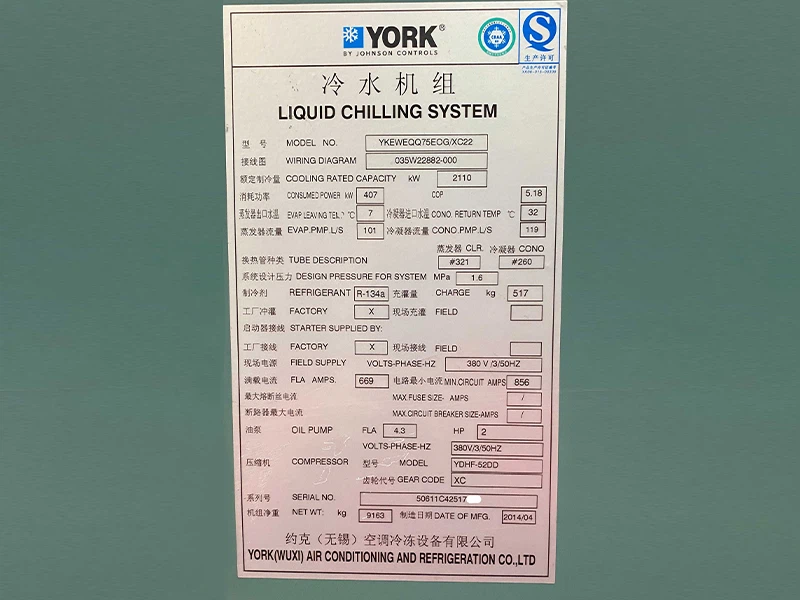 YORK®
BY JOHNSON CONTROLS
CRAA
生产许可
冷水机组
LIQUID CHILLING SYSTEM
型 号 MODEL NO. YKEWEQQ75EOG/XC22
接线图 WIRING DIAGRAM 035W22882-000
额定制冷量 COOLING RATED CAPACITY kW 2110
消耗功率 CONSUMED POWER kW 407 COP 5.18
蒸发器出口水温 EVAP LEAVING TEM.? ℃ 7 冷凝器进口水温 CONO. RETURN TEMP ℃ 32
蒸发器流量 EVAP.PMP.L/S 101 冷凝器流量 CONO.PMP.L/S 119
蒸发器 CLR. 冷凝器 CONO
换热管种类 TUBE DESCRIPTION #321 #260
系统设计压力 DESIGN PRESSURE FOR SYSTEM MPa 1.6
制冷剂 REFRIGERANT R-134a 充灌量 CHARGE kg 517
工厂冲灌 FACTORY X 现场充灌 FIELD
启动器接线 STARTER SUPPLIED BY:
工厂接线 FACTORY X 现场接线 FIELD
现场电源 FIELD SUPPLY VOLTS-PHASE-HZ 380 V /3/50HZ
满载电流 FLA AMPS. 669 电路最小电流 MIN.CIRCUIT AMPS 856
最大熔断丝电流 MAX.FUSE SIZE- AMPS /
断路器最大电流 MAX.CIRCUIT BREAKER SIZE-AMPS /
油泵 OIL PUMP FLA 4.3 HP 2
VOLTS-PHASE-HZ 380V/3/50HZ
压缩机 COMPRESSOR 型号 MODEL YDHF-52DD
齿轮代号 GEAR CODE XC
系列号 SERIAL NO. 50611C42517
机组净重 NET WT: kg 9163 制造日期 DATE OF MFG. 2014/04
约克（无锡）空调冷冻设备有限公司
YORK(WUXI) AIR CONDITIONING AND REFRIGERATION CO.,LTD